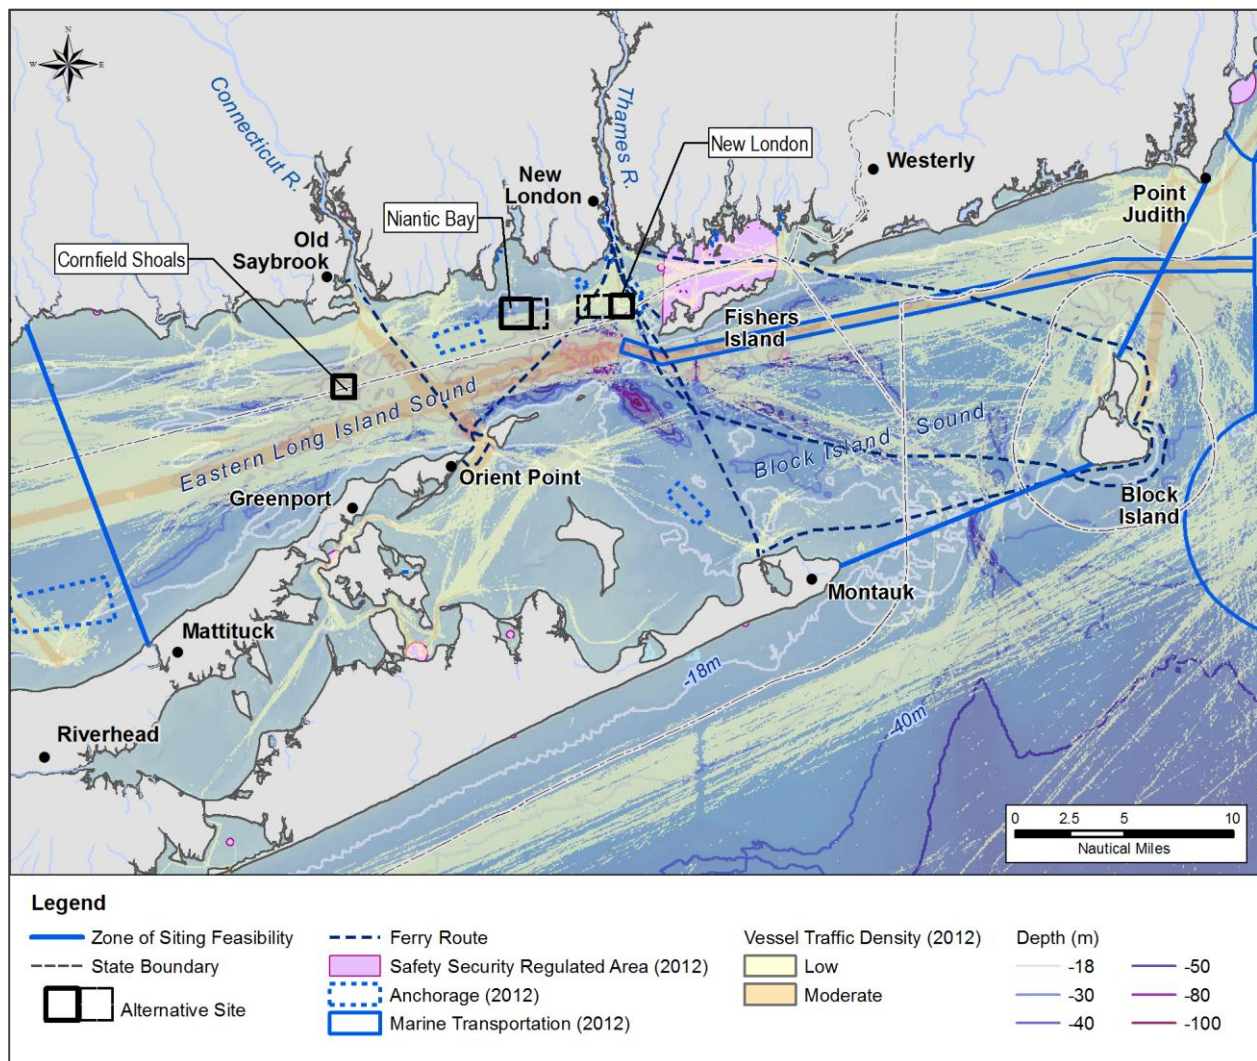 N
W E
S
Connecticut R.
Thames R.
New London
Westerly
New
London
Point
Judith
Niantic Bay
Old
Saybrook
Cornfield Shoals
Fishers
Island
Eastern Long Island Sound
Block Island Sound
Orient Point
Greenport
Block
Island
Montauk
Mattituck
-18m
-40m
Riverhead
0 2.5 5 10
Nautical Miles
Legend
Zone of Siting Feasibility
State Boundary
Alternative Site
Ferry Route
Safety Security Regulated Area (2012)
Anchorage (2012)
Marine Transportation (2012)
Vessel Traffic Density (2012)
Low
Moderate
Depth (m)
-18
-30
-40
-50
-80
-100